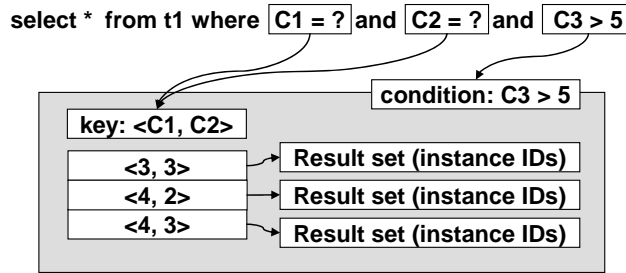 select * from t1 where C1 = ? and C2 = ? and C3 > 5
condition: C3 > 5
key: <C1, C2>
<3, 3> Result set (instance IDs)
<4, 2> Result set (instance IDs)
<4, 3> Result set (instance IDs)